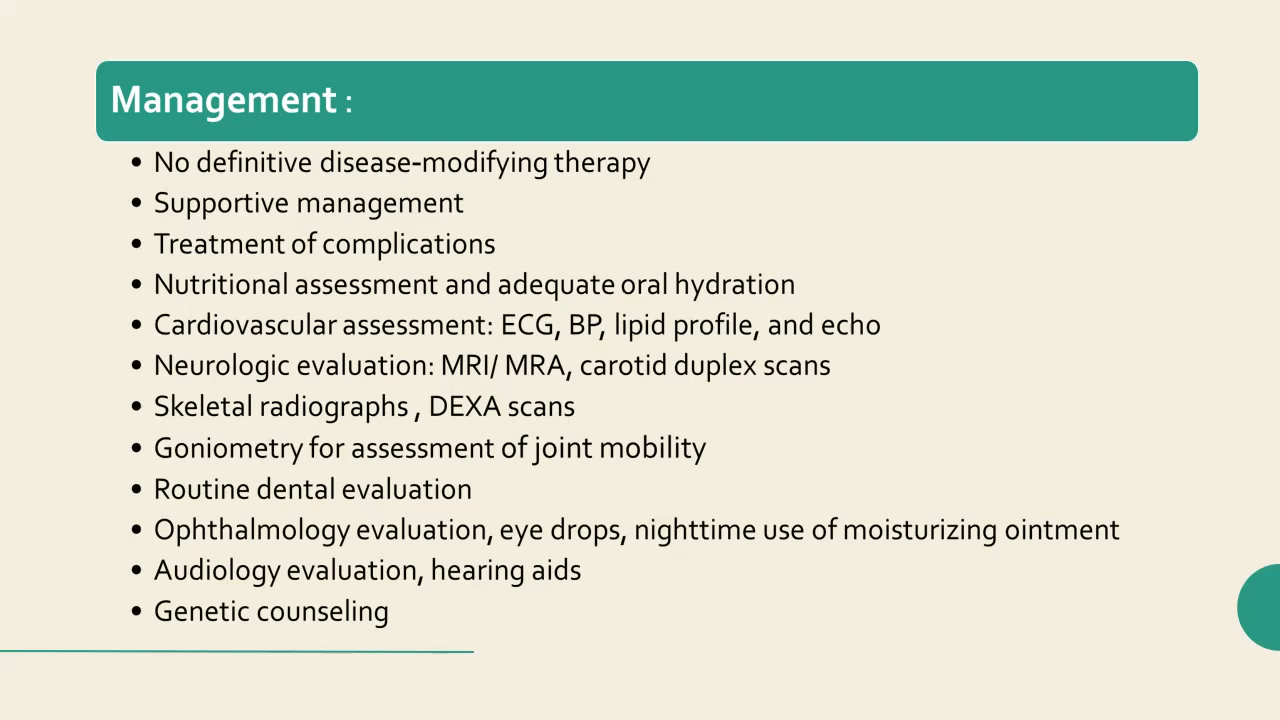 Management :
• No definitive disease-modifying therapy
• Supportive management
• Treatment of complications
• Nutritional assessment and adequate oral hydration
• Cardiovascular assessment: ECG, BP, lipid profile, and echo
• Neurologic evaluation: MRI/ MRA, carotid duplex scans
• Skeletal radiographs , DEXA scans
• Goniometry for assessment of joint mobility
• Routine dental evaluation
• Ophthalmology evaluation, eye drops, nighttime use of moisturizing ointment
• Audiology evaluation, hearing aids
• Genetic counseling